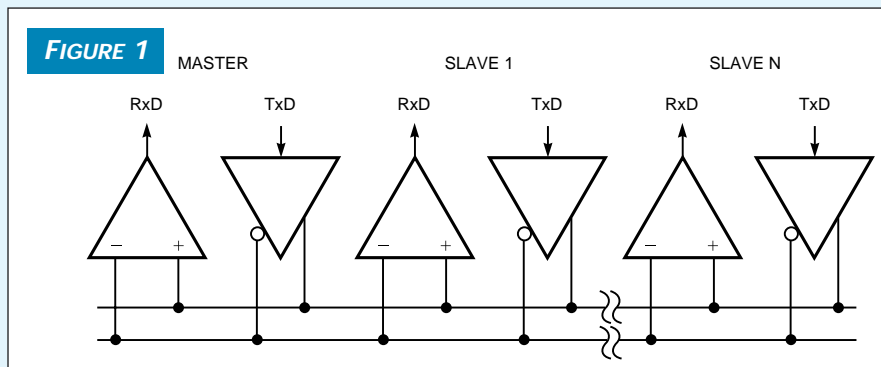 FIGURE 1
MASTER SLAVE 1 SLAVE N
RxD TxD RxD TxD RxD TxD
− + − + − +